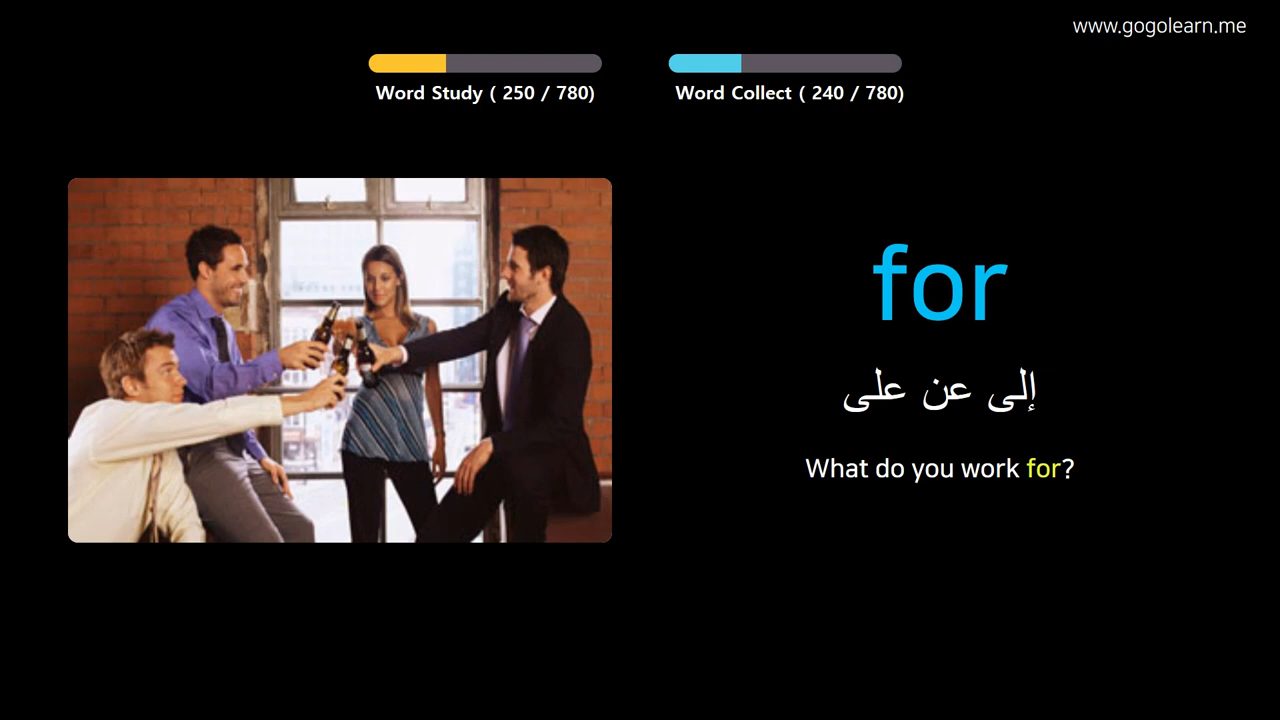 www.gogolearn.me
Word Study ( 250 / 780)
Word Collect ( 240 / 780)
for
إلى عن على
What do you work for?